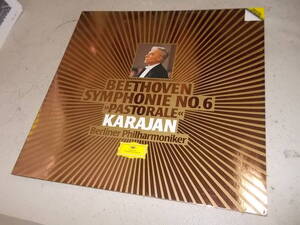 BEETHOVEN
SYMPHONIE NO.6
»PASTORALE«
KARAJAN
Berliner Philharmoniker